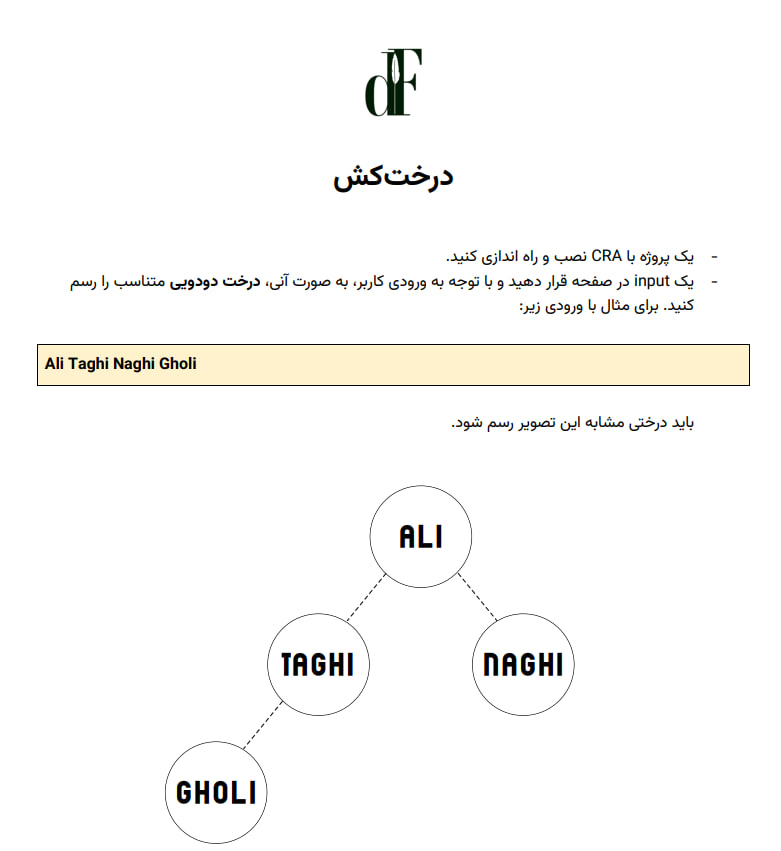 dF
درخت‌کش
- یک پروژه با CRA نصب و راه اندازی کنید.
- یک input در صفحه قرار دهید و با توجه به ورودی کاربر، به صورت آنی، درخت دودویی متناسب را رسم
کنید. برای مثال با ورودی زیر:
Ali Taghi Naghi Gholi
باید درختی مشابه این تصویر رسم شود.
ALI
TAGHI
NAGHI
GHOLI